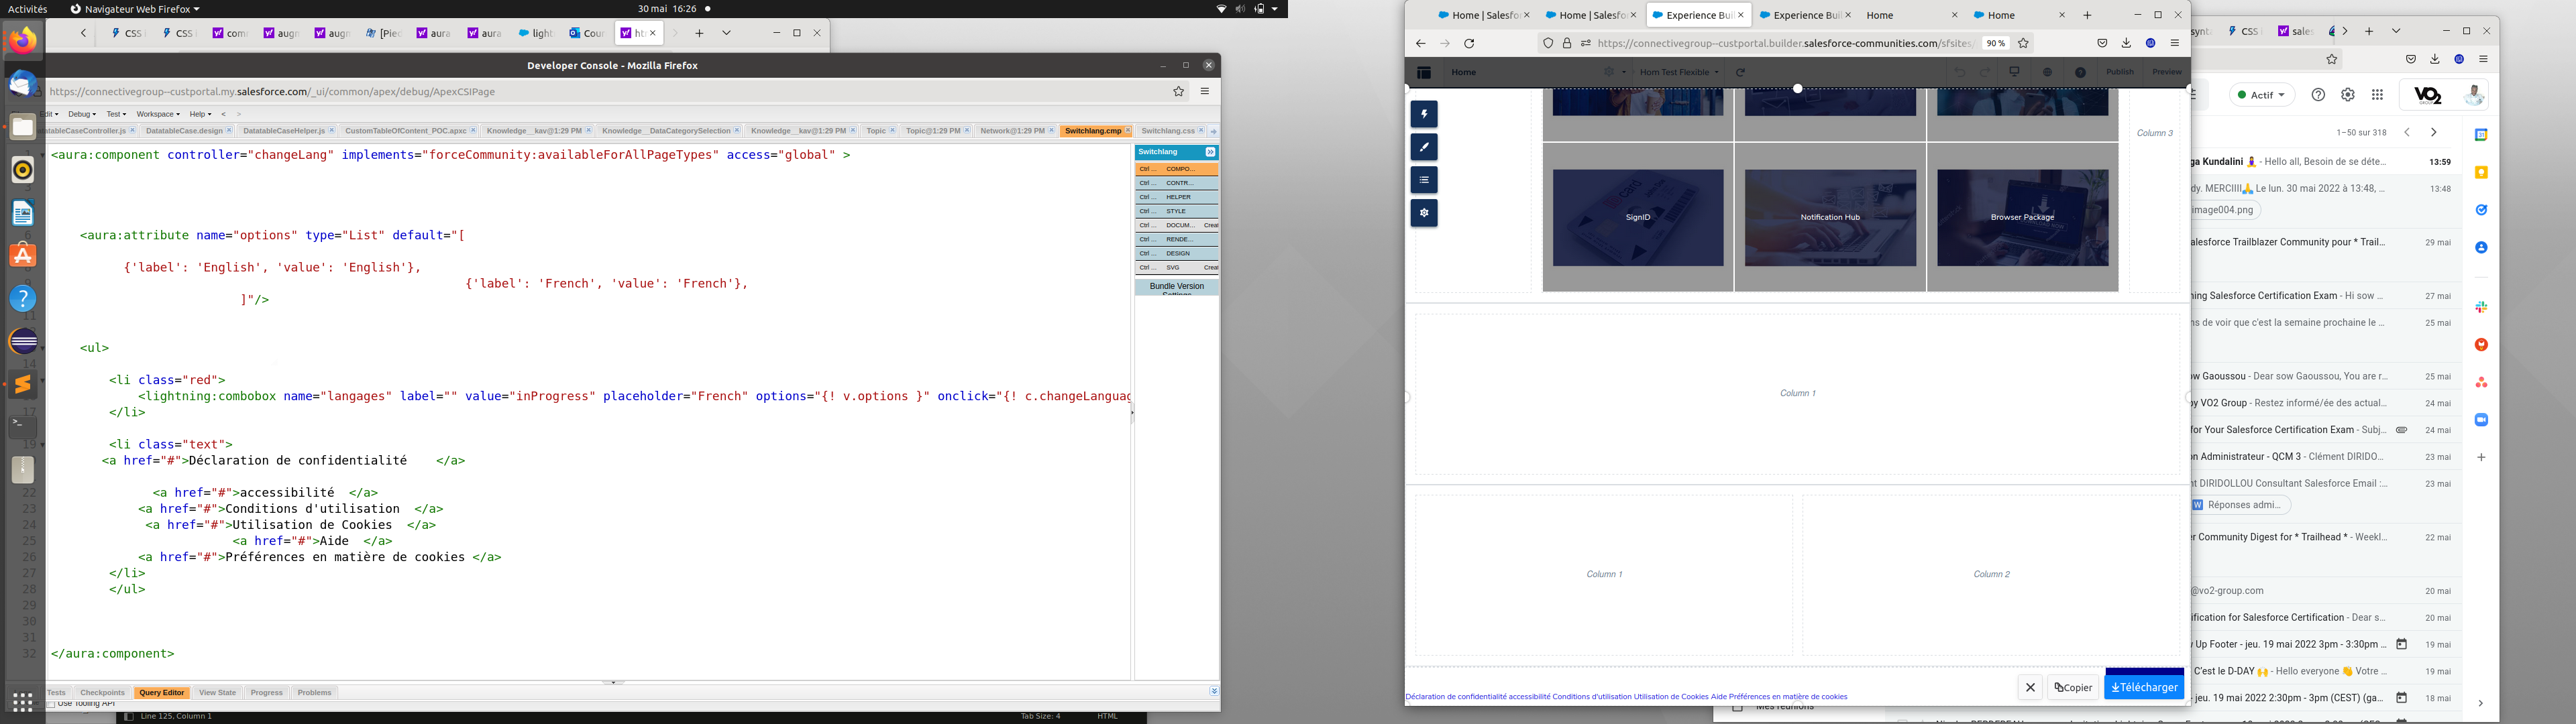 Activités
Navigateur Web Firefox
30 mai 16:26
CSS
CSS
com
augn
augn
[Pied
aura
aura
light
Cour
htt
Developer Console - Mozilla Firefox
https://connectivegroup--custportal.my.salesforce.com/_ui/common/apex/debug/ApexCSIPage
Edit
Debug
Test
Workspace
Help
<
>
DatatableCaseController.js
DatatableCase.design
DatatableCaseHelper.js
CustomTableOfContent_POC.apxc
Knowledge__kav@1:29 PM
Knowledge__DataCategorySelection
Knowledge__kav@1:29 PM
Topic
Topic@1:29 PM
Network@1:29 PM
Switchlang.cmp
Switchlang.css
<aura:component controller="changeLang" implements="forceCommunity:availableForAllPageTypes" access="global" >
<aura:attribute name="options" type="List" default="[
{'label': 'English', 'value': 'English'},
{'label': 'French', 'value': 'French'},
]"/>
<ul>
14
<li class="red">
<lightning:combobox name="langages" label="" value="inProgress" placeholder="French" options="{! v.options }" onclick="{! c.changeLanguag
17 </li>
19 <li class="text">
<a href="#">Déclaration de confidentialité </a>
22 <a href="#">accessibilité </a>
23 <a href="#">Conditions d'utilisation </a>
24 <a href="#">Utilisation de Cookies </a>
25 <a href="#">Aide </a>
26 <a href="#">Préférences en matière de cookies </a>
27 </li>
28 </ul>
29
30
31
32 </aura:component>
Switchlang
Ctrl ... COMPO...
Ctrl ... CONTR...
Ctrl ... HELPER
Ctrl ... STYLE
Ctrl ... DOCUM... Creat
Ctrl ... RENDE...
Ctrl ... DESIGN
Ctrl ... SVG Creat
Bundle Version
Settings
Tests
Checkpoints
Query Editor
View State
Progress
Problems
Use Tooling API
Line 125, Column 1
Tab Size: 4
HTML
Home | Salesfor
Home | Salesfo
Experience Buil
Experience Buil
Home
Home
https://connectivegroup--custportal.builder.salesforce-communities.com/sfsites/
90 %
Home
Hom Test Flexible
Publish
Preview
Column 3
SignID
Notification Hub
Browser Package
Column 1
Column 1
Column 2
Déclaration de confidentialité accessibilité Conditions d'utilisation Utilisation de Cookies Aide Préférences en matière de cookies
Copier
Télécharger
synt
CSS
sales
Actif
VO2
GROUP
1–50 sur 318
ga Kundalini - Hello all, Besoin de se déte... 13:59
dy. MERCIIII Le lun. 30 mai 2022 à 13:48, ... 13:48
image004.png
alesforce Trailblazer Community pour * Trail... 29 mai
ning Salesforce Certification Exam - Hi sow ... 27 mai
ns de voir que c'est la semaine prochaine le ... 25 mai
ow Gaoussou - Dear sow Gaoussou, You are r... 25 mai
by VO2 Group - Restez informé/ée des actual... 24 mai
for Your Salesforce Certification Exam - Subj... 24 mai
on Administrateur - QCM 3 - Clément DIRIDO... 23 mai
nt DIRIDOLLOU Consultant Salesforce Email :... 23 mai
W Réponses admi...
er Community Digest for * Trailhead * - Weekl... 22 mai
@vo2-group.com 20 mai
ification for Salesforce Certification - Dear s... 20 mai
w Up Footer - jeu. 19 mai 2022 3pm - 3:30pm ... 19 mai
C'est le D-DAY - Hello everyone Votre ... 19 mai
- jeu. 19 mai 2022 2:30pm - 3pm (CEST) (ga... 18 mai
Mes réunions